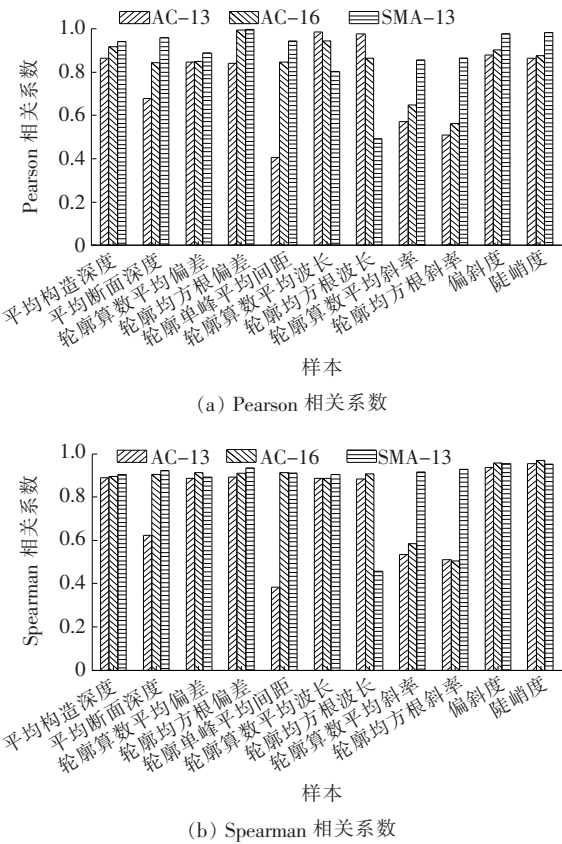 AC-13 AC-16 SMA-13
1.0
0.8
0.6
0.4
0.2
0
Pearson 相关系数
平均构造深度
平均断面深度
轮廓算数平均偏差
轮廓均方根偏差
轮廓单峰平均间距
轮廓算数平均波长
轮廓均方根波长
轮廓算数平均斜率
轮廓均方根斜率
偏斜度
陡峭度
样本
(a) Pearson 相关系数
AC-13 AC-16 SMA-13
1.0
0.8
0.6
0.4
0.2
0
Spearman 相关系数
平均构造深度
平均断面深度
轮廓算数平均偏差
轮廓均方根偏差
轮廓单峰平均间距
轮廓算数平均波长
轮廓均方根波长
轮廓算数平均斜率
轮廓均方根斜率
偏斜度
陡峭度
样本
(b) Spearman 相关系数